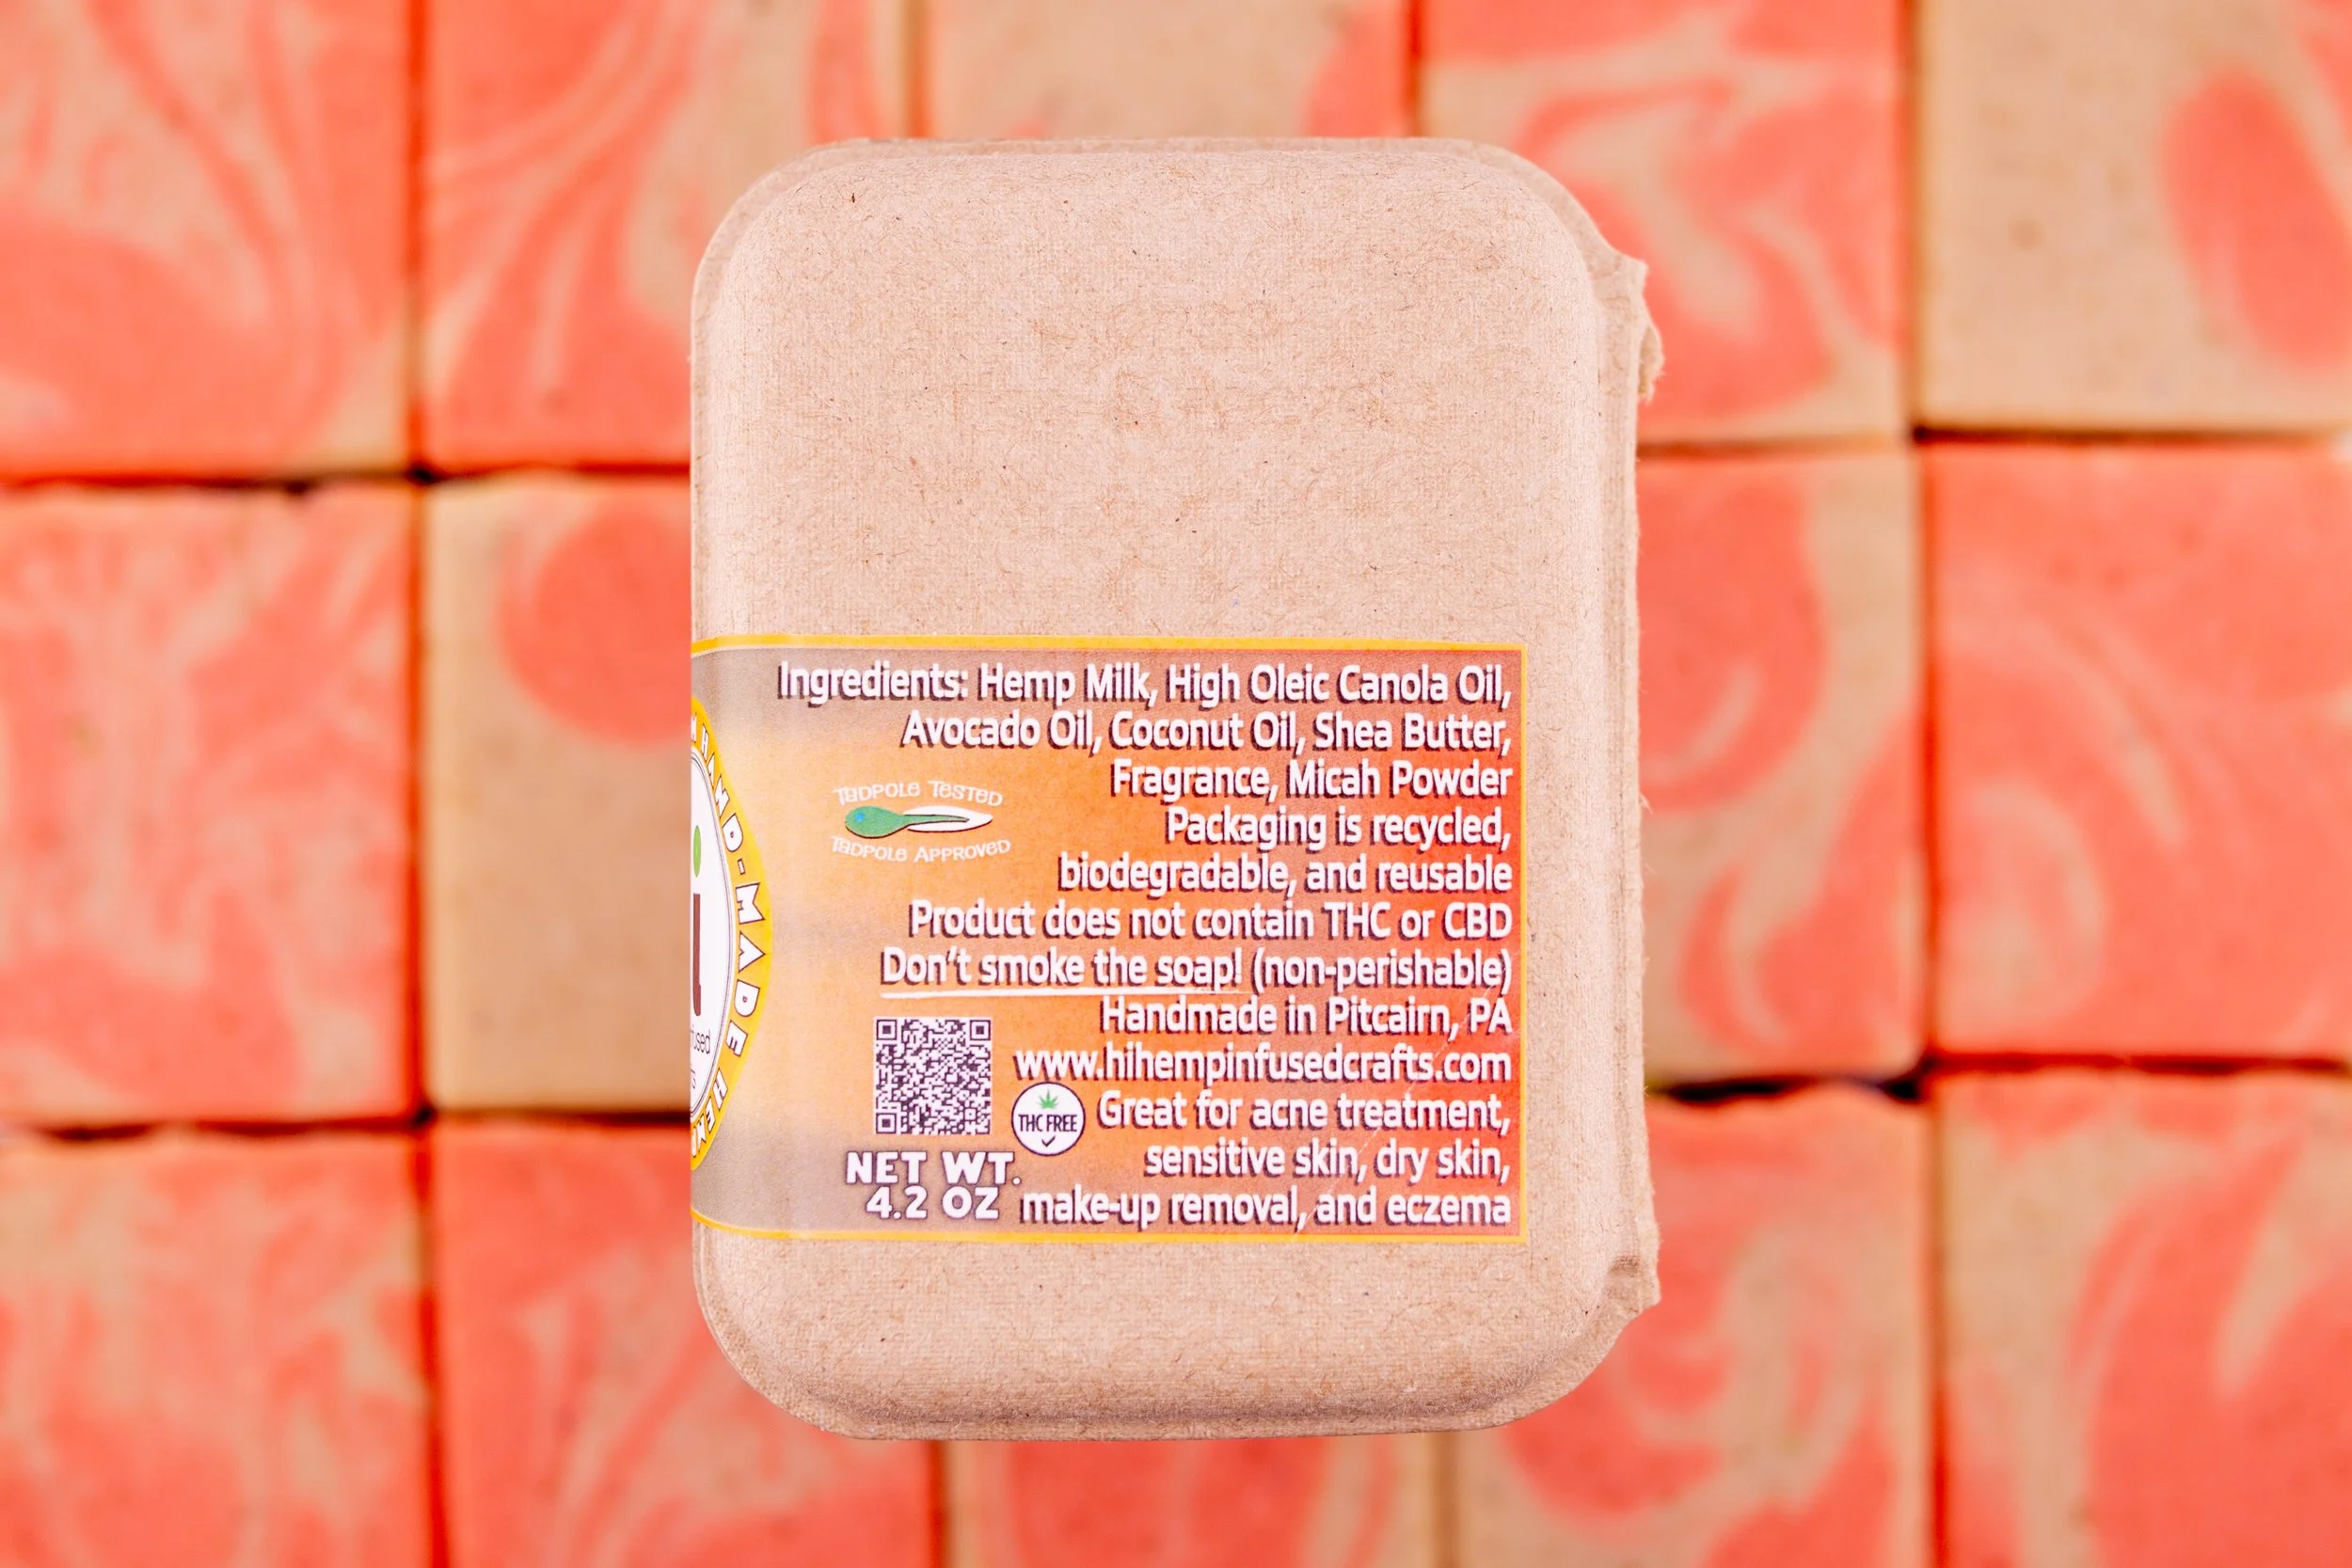 Ingredients: Hemp Milk, High Oleic Canola Oil,
Avocado Oil, Coconut Oil, Shea Butter,
Fragrance, Micah Powder
Packaging is recycled,
biodegradable, and reusable
Product does not contain THC or CBD
Don't smoke the soap! (non-perishable)
Handmade in Pitcairn, PA
www.hihempinfusedcrafts.com
Great for acne treatment,
sensitive skin, dry skin,
make-up removal, and eczema
TADPOLE TESTED
TADPOLE APPROVED
THC FREE
NET WT.
4.2 OZ
HAND-MADE